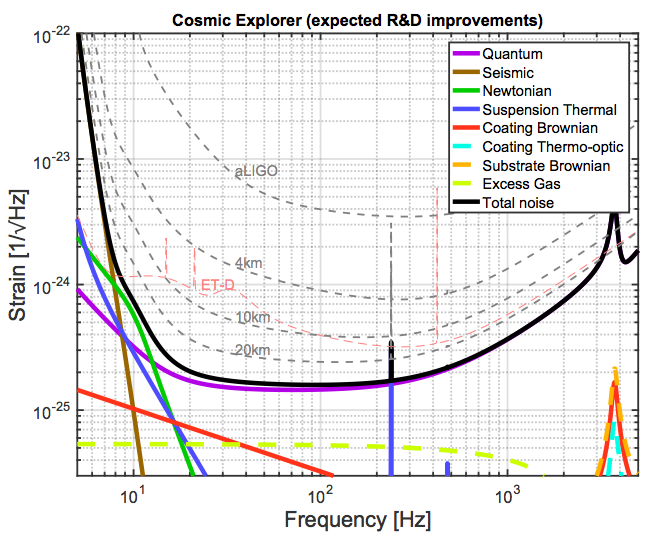 Cosmic Explorer (expected R&D improvements)
10^-22
10^-23
10^-24
10^-25
Strain [1/√Hz]
Quantum
Seismic
Newtonian
Suspension Thermal
Coating Brownian
Coating Thermo-optic
Substrate Brownian
Excess Gas
Total noise
aLIGO
4km
ET-D
10km
20km
10^1
10^2
10^3
Frequency [Hz]